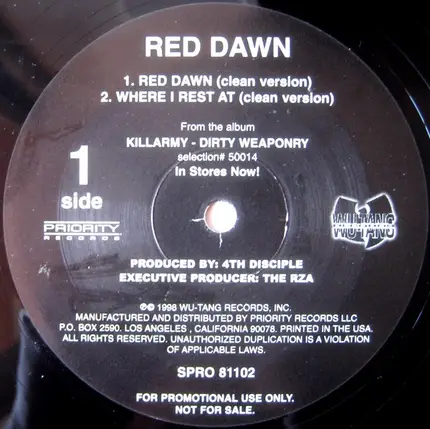 RED DAWN
1. RED DAWN (clean version)
2. WHERE I REST AT (clean version)
From the album
KILLARMY - DIRTY WEAPONRY
selection# 50014
In Stores Now!
1
side
PRIORITY
RECORDS
WU-TANG
PRODUCED BY: 4TH DISCIPLE
EXECUTIVE PRODUCER: THE RZA
℗© 1998 WU-TANG RECORDS, INC.
MANUFACTURED AND DISTRIBUTED BY PRIORITY RECORDS LLC
P.O. BOX 2590. LOS ANGELES , CALIFORNIA 90078. PRINTED IN THE USA.
ALL RIGHTS RESERVED. UNAUTHORIZED DUPLICATION IS A VIOLATION
OF APPLICABLE LAWS.
SPRO 81102
FOR PROMOTIONAL USE ONLY.
NOT FOR SALE.